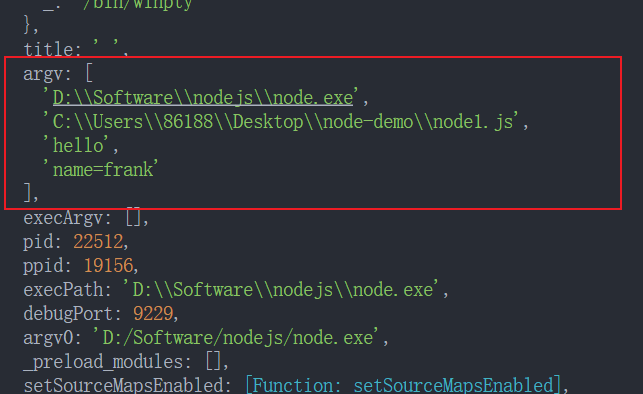 _: '/bin/winpty'
},
title: ' ',
argv: [
'D:\\Software\\nodejs\\node.exe',
'C:\\Users\\86188\\Desktop\\node-demo\\node1.js',
'hello',
'name=frank'
],
execArgv: [],
pid: 22512,
ppid: 19156,
execPath: 'D:\\Software\\nodejs\\node.exe',
debugPort: 9229,
argv0: 'D:/Software/nodejs/node.exe',
_preload_modules: [],
setSourceMapsEnabled: [Function: setSourceMapsEnabled],